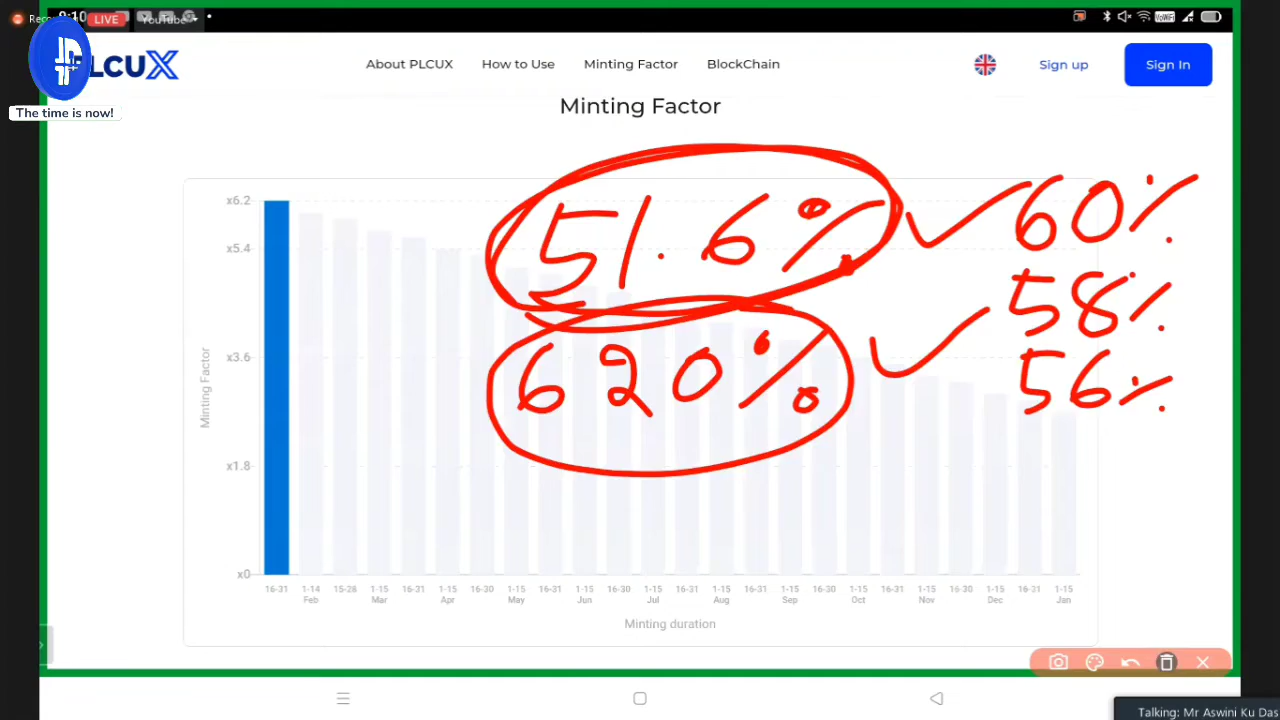 9:10 LIVE YouTube
PLCUX
The time is now!
About PLCUX How to Use Minting Factor BlockChain Sign up Sign In
Minting Factor
51.6% 60%
58%
620% 56%
x6.2
x5.4
x3.6
x1.8
x0
Minting Factor
16-31 1-14 15-28 1-15 16-31 1-15 16-30 1-15 16-31 1-15 16-30 1-15 16-31 1-15 16-31 1-15 16-30 1-15 16-31 1-15 16-30 1-15 16-31 1-15
Feb Mar Apr May Jun Jul Aug Sep Oct Nov Dec Jan
Minting duration
Talking: Mr Aswini Ku Das